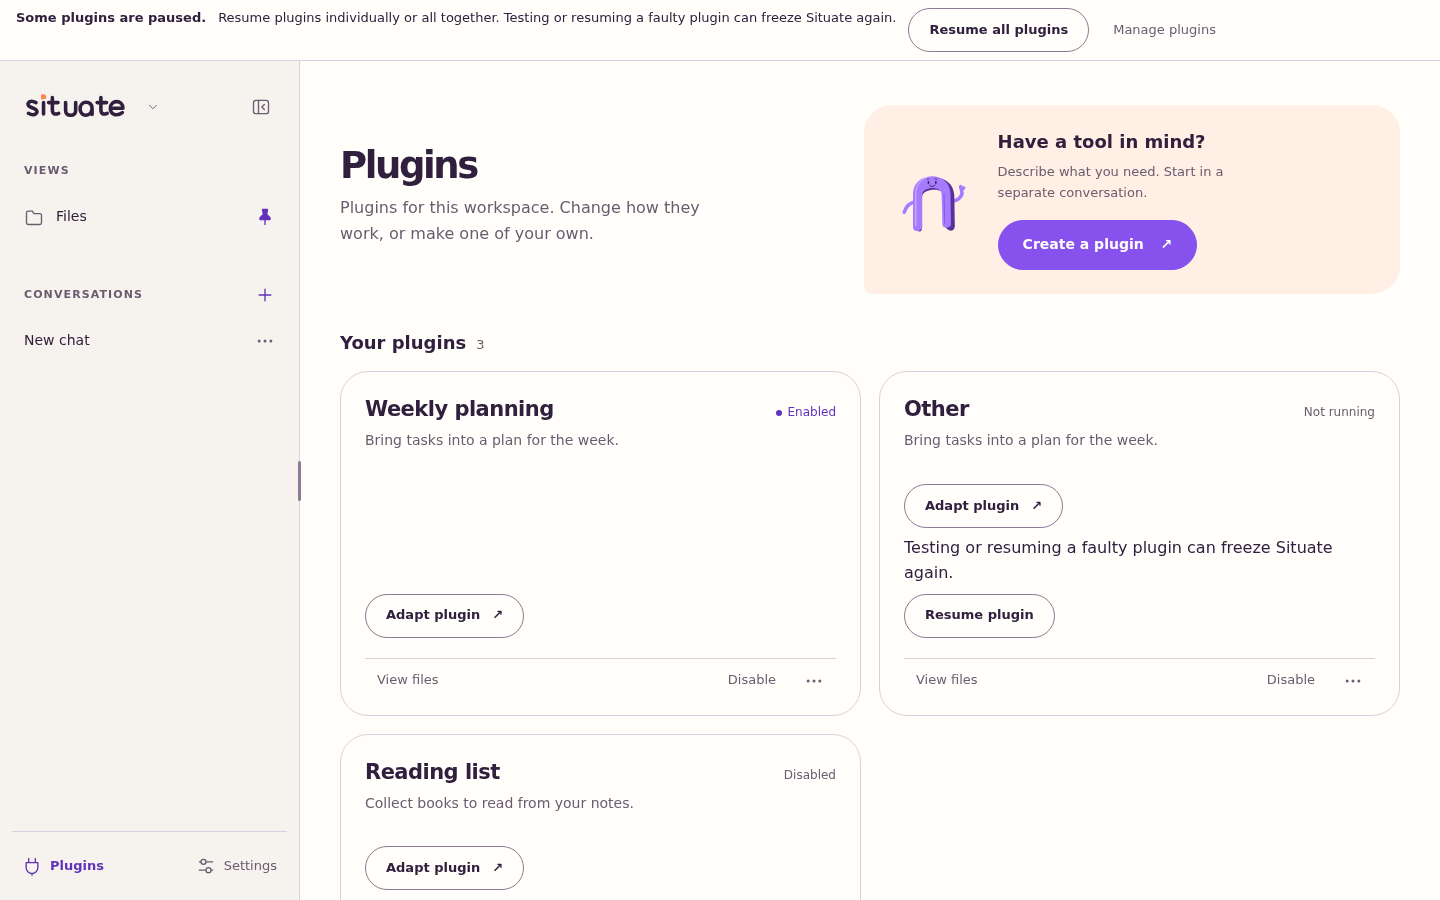 Some plugins are paused. Resume plugins individually or all together. Testing or resuming a faulty plugin can freeze Situate again. Resume all plugins Manage plugins
situate
VIEWS
Files
CONVERSATIONS
New chat
Plugins
Settings
Plugins
Plugins for this workspace. Change how they
work, or make one of your own.
Have a tool in mind?
Describe what you need. Start in a
separate conversation.
Create a plugin ↗
Your plugins 3
Weekly planning
Enabled
Bring tasks into a plan for the week.
Adapt plugin ↗
View files
Disable
Other
Not running
Bring tasks into a plan for the week.
Adapt plugin ↗
Testing or resuming a faulty plugin can freeze Situate
again.
Resume plugin
View files
Disable
Reading list
Disabled
Collect books to read from your notes.
Adapt plugin ↗